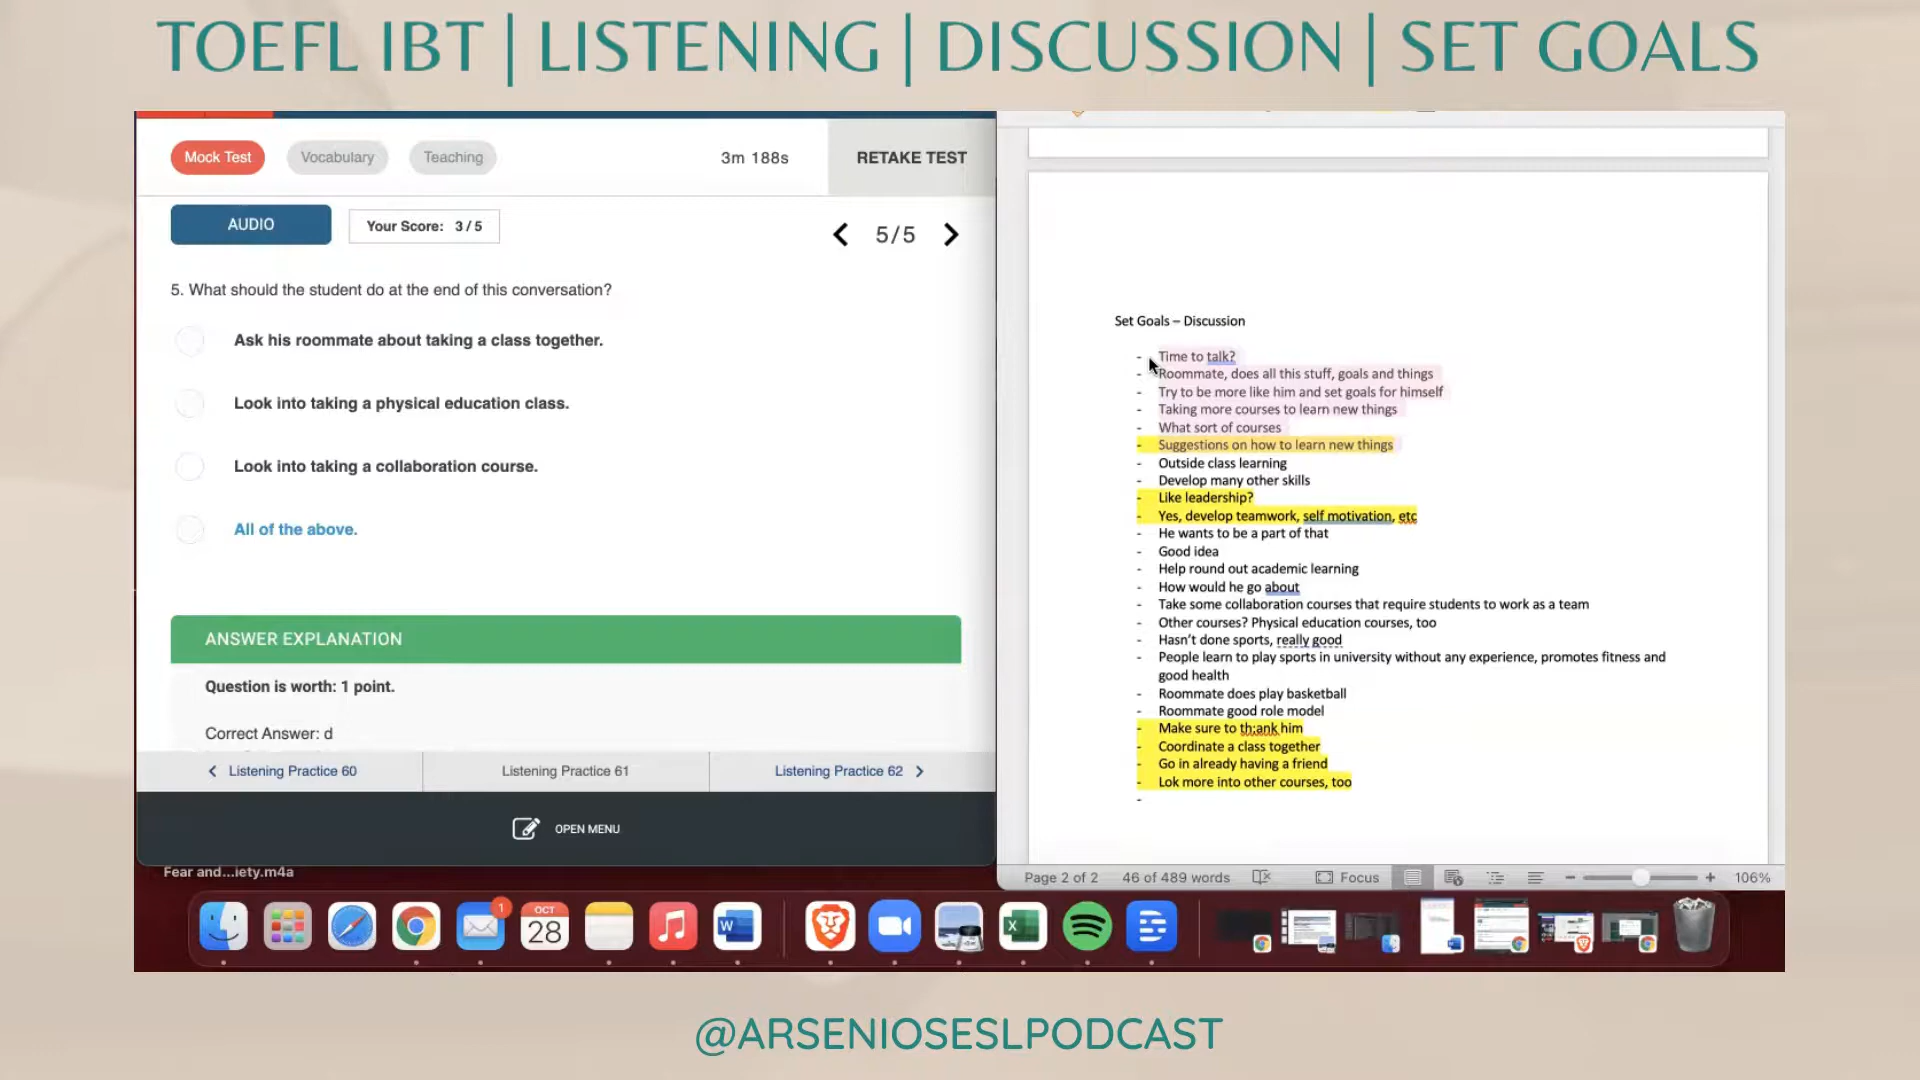 TOEFL IBT | LISTENING | DISCUSSION | SET GOALS
Mock Test
Vocabulary
Teaching
3m 188s
RETAKE TEST
AUDIO
Your Score: 3 / 5
5/5
5. What should the student do at the end of this conversation?
Ask his roommate about taking a class together.
Look into taking a physical education class.
Look into taking a collaboration course.
All of the above.
ANSWER EXPLANATION
Question is worth: 1 point.
Correct Answer: d
Listening Practice 60
Listening Practice 61
Listening Practice 62
OPEN MENU
Set Goals – Discussion
- Time to talk?
- Roommate, does all this stuff, goals and things
- Try to be more like him and set goals for himself
- Taking more courses to learn new things
- What sort of courses
- Suggestions on how to learn new things
- Outside class learning
- Develop many other skills
- Like leadership?
- Yes, develop teamwork, self motivation, etc
- He wants to be a part of that
- Good idea
- Help round out academic learning
- How would he go about
- Take some collaboration courses that require students to work as a team
- Other courses? Physical education courses, too
- Hasn't done sports, really good
- People learn to play sports in university without any experience, promotes fitness and
good health
- Roommate does play basketball
- Roommate good role model
- Make sure to th;ank him
- Coordinate a class together
- Go in already having a friend
- Lok more into other courses, too
-
Page 2 of 2
46 of 489 words
Focus
106%
Fear and...iety.m4a
1
OCT
28
W
X
@ARSENIOSESLPODCAST